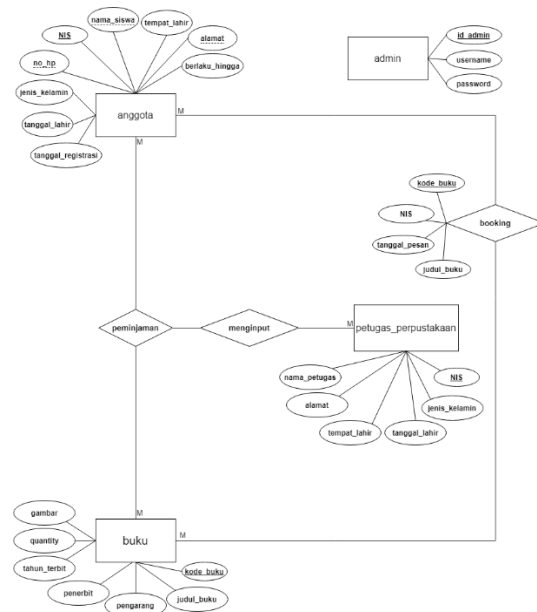 nama_siswa
tempat_lahir
NIS
alamat
no_hp
berlaku_hingga
jenis_kelamin
anggota
M
M
tanggal_lahir
tanggal_registrasi
id_admin
admin
username
password
kode_buku
NIS
booking
tanggal_pesan
judul_buku
peminjaman
menginput
M
petugas_perpustakaan
nama_petugas
NIS
alamat
jenis_kelamin
tempat_lahir
tanggal_lahir
M
gambar
quantity
buku
M
tahun_terbit
kode_buku
penerbit
judul_buku
pengarang